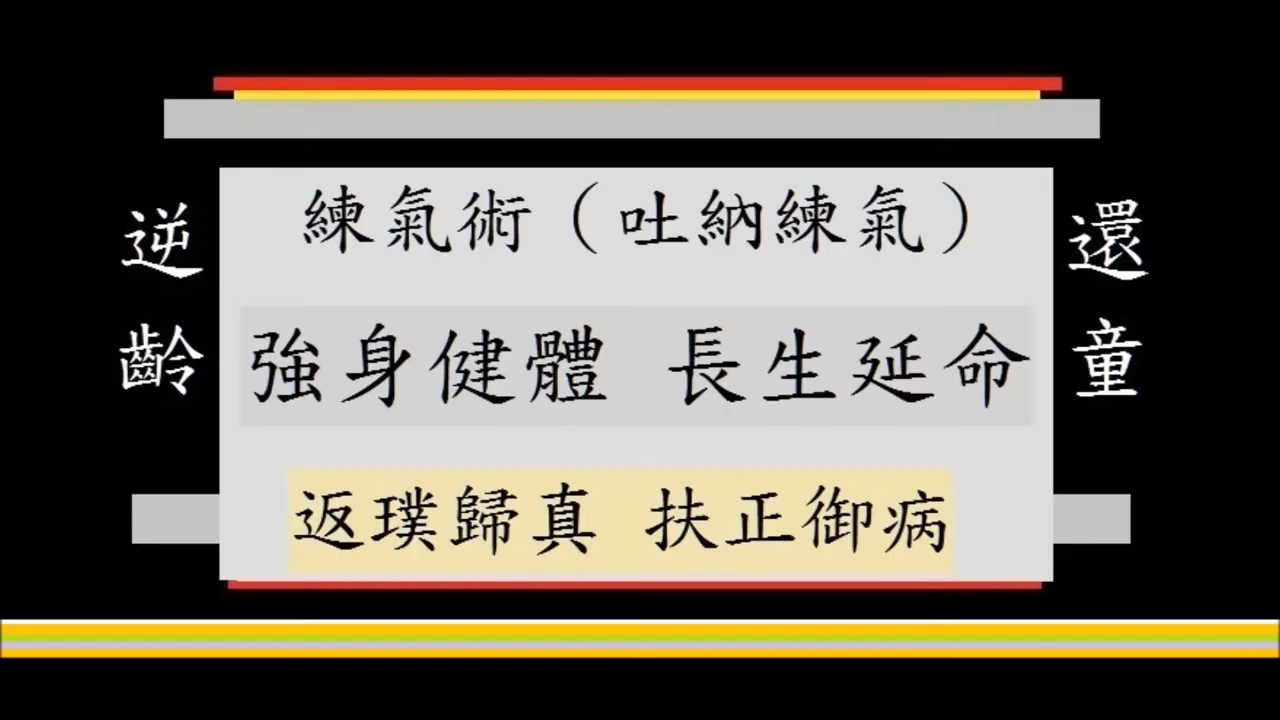 練氣術（吐納練氣）
逆齡
還童
強身健體 長生延命
返璞歸真 扶正御病